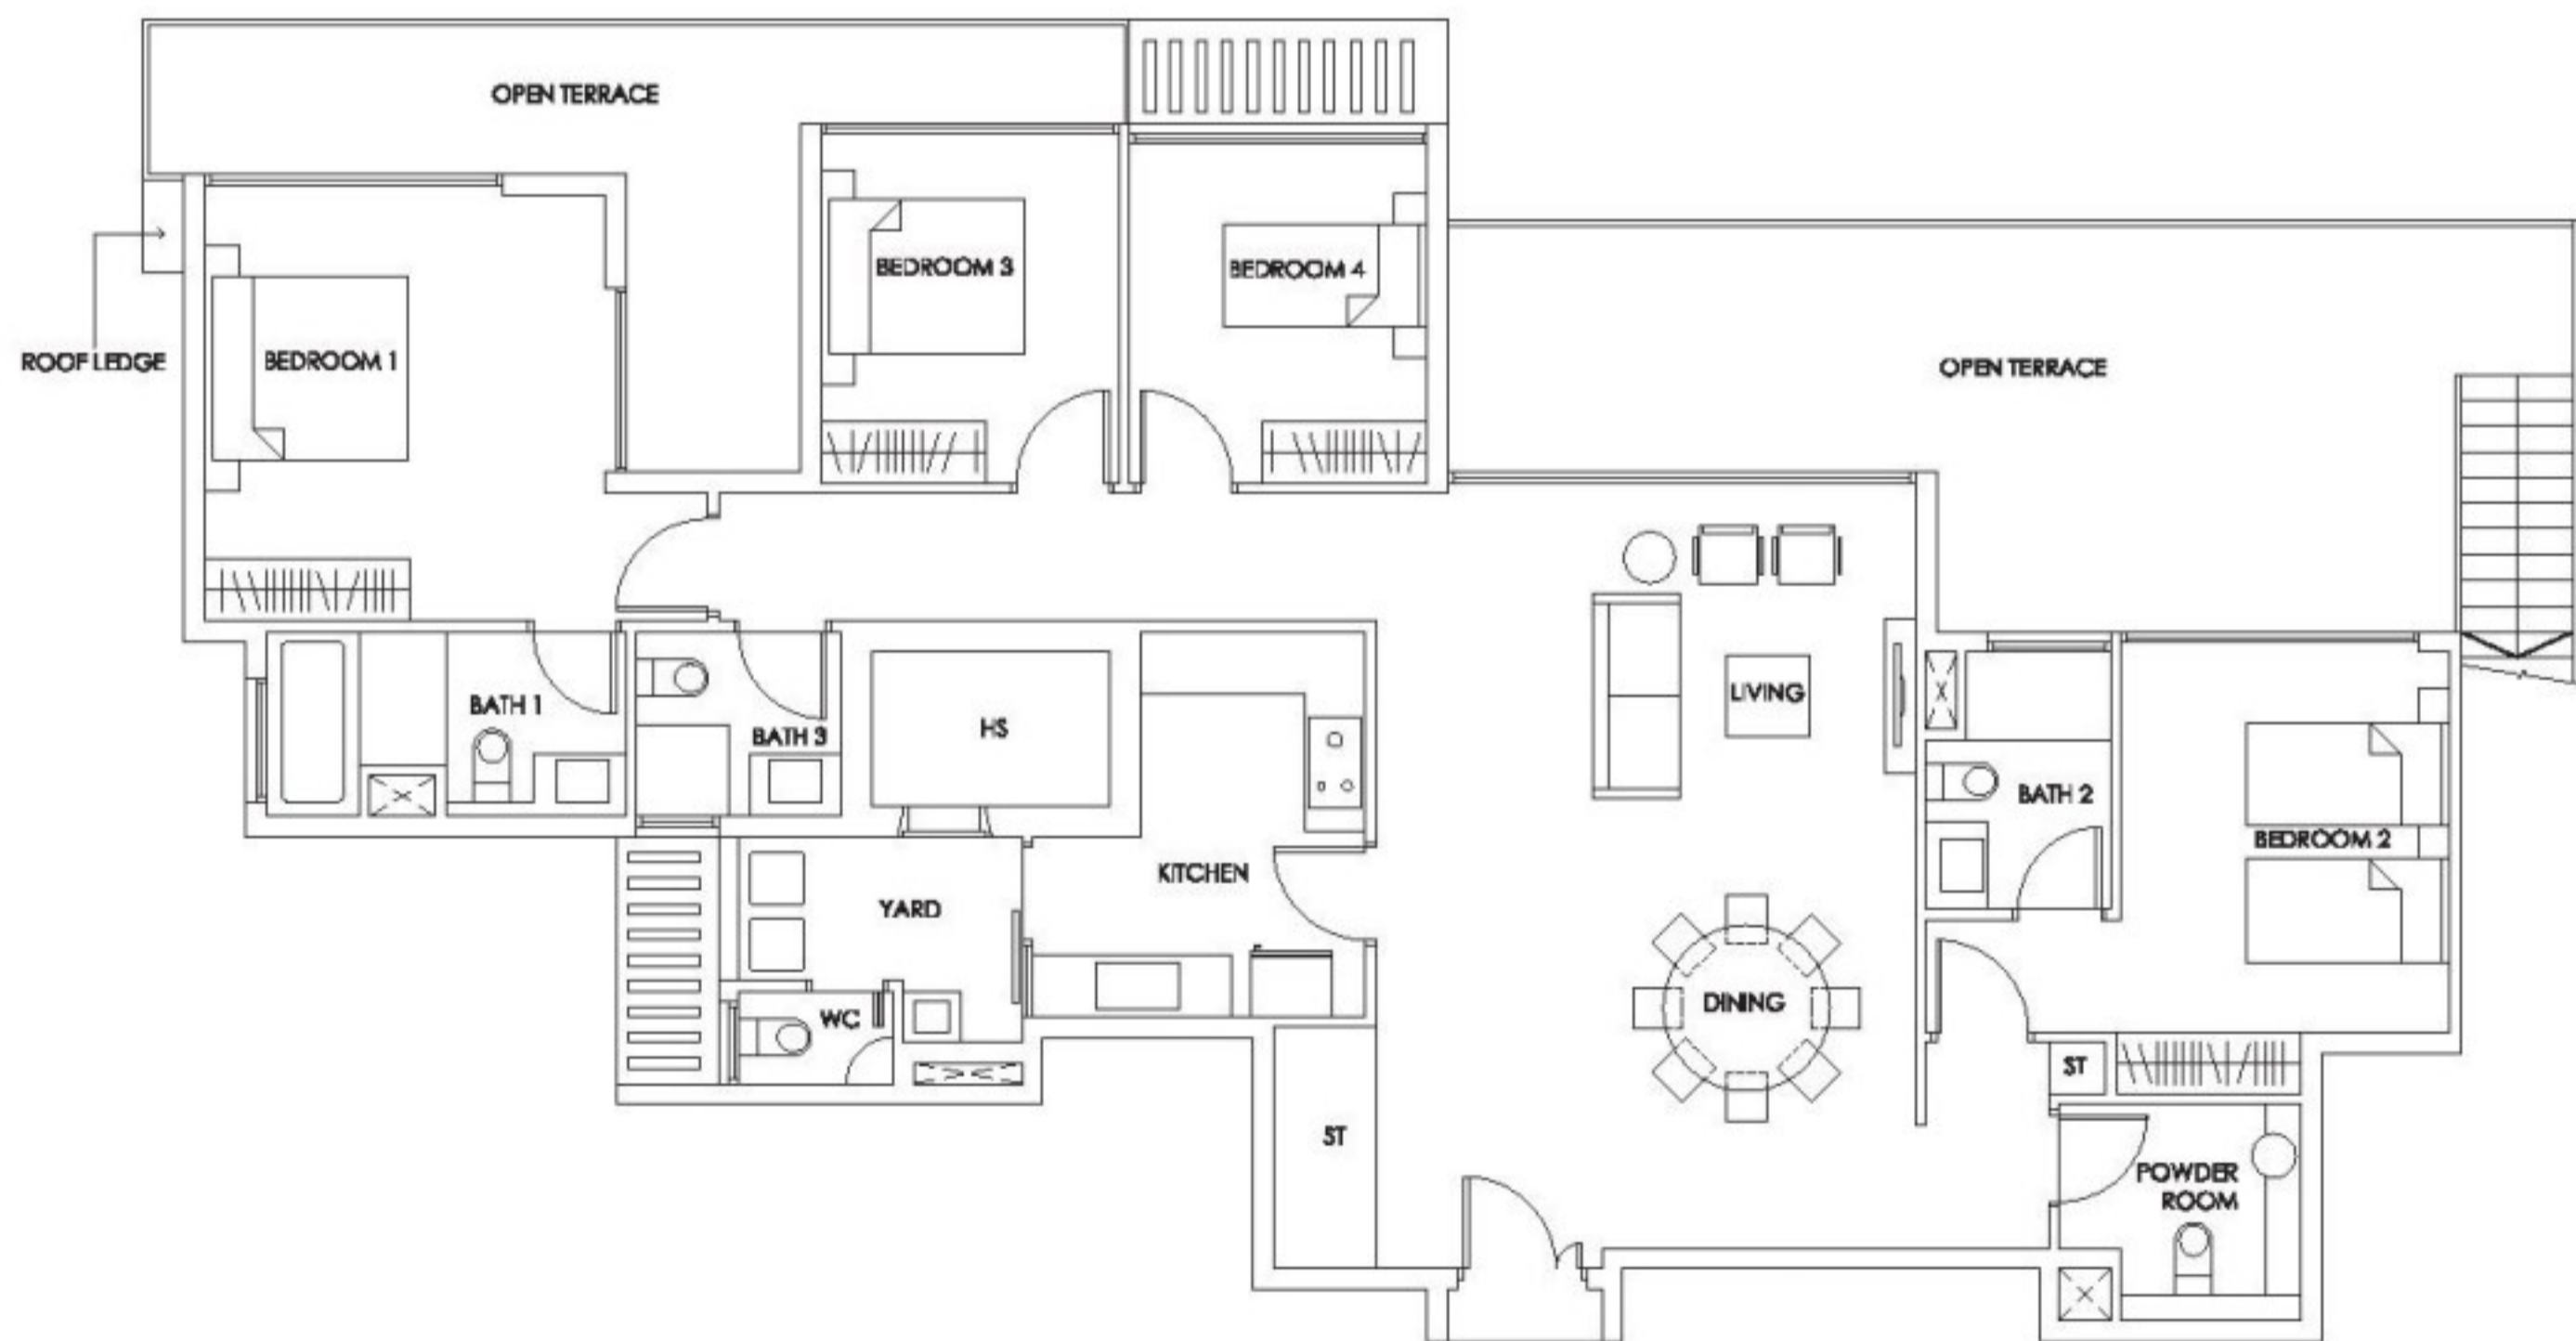 OPEN TERRACE
BEDROOM 3
BEDROOM 4
ROOF LEDGE
BEDROOM 1
OPEN TERRACE
BATH 1
BATH 3
HS
LIVING
BATH 2
BEDROOM 2
KITCHEN
YARD
WC
DINING
ST
ST
POWDER
ROOM